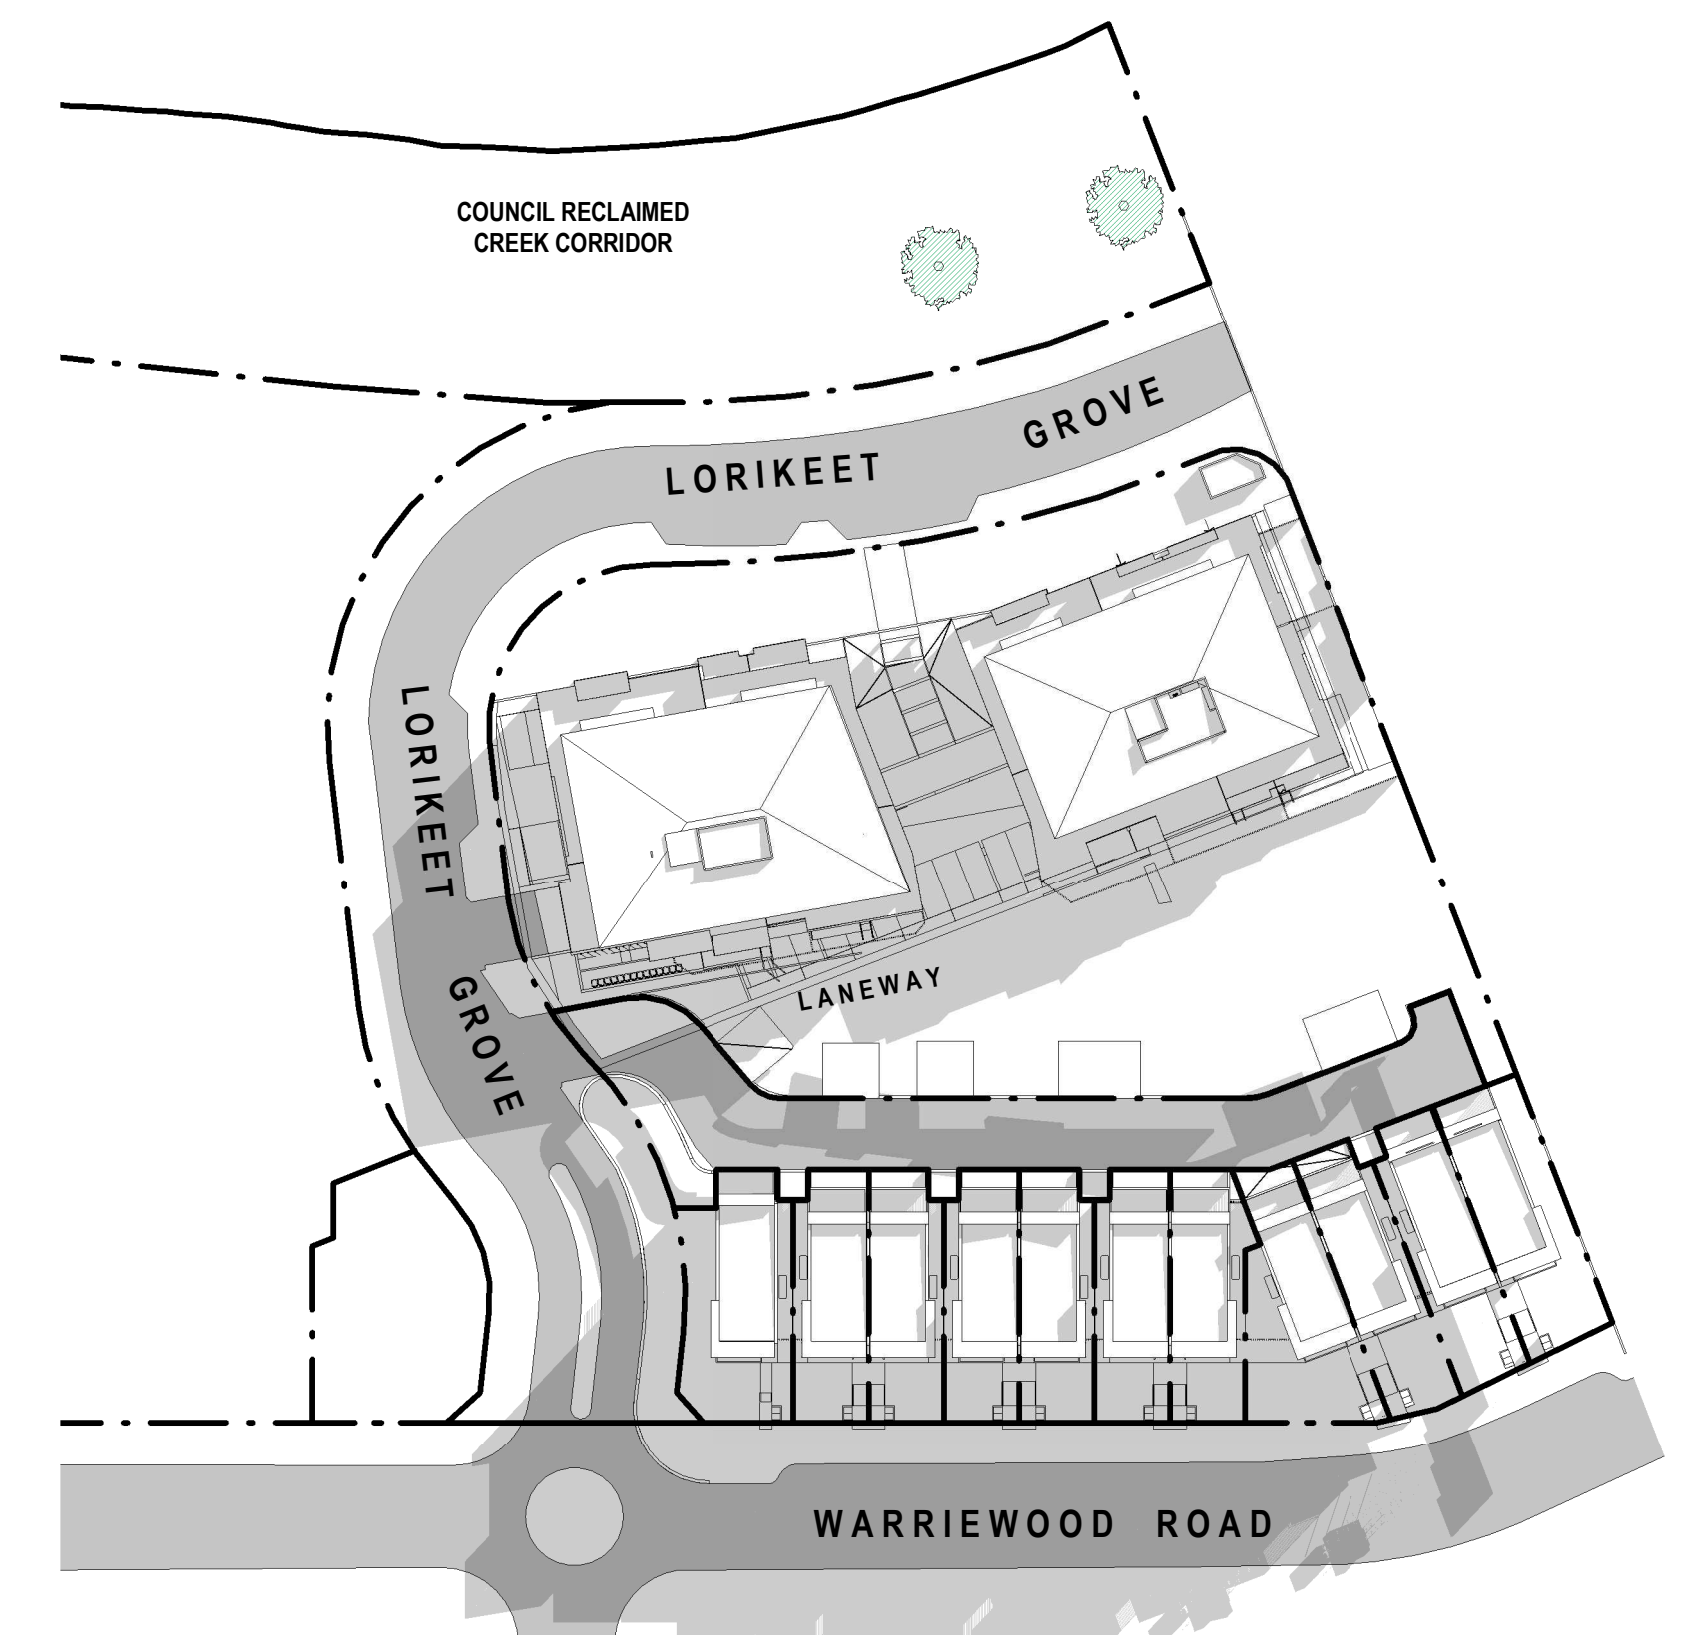 COUNCIL RECLAIMED
CREEK CORRIDOR
LORIKEET GROVE
LORIKEET GROVE
LANEWAY
WARRIEWOOD ROAD